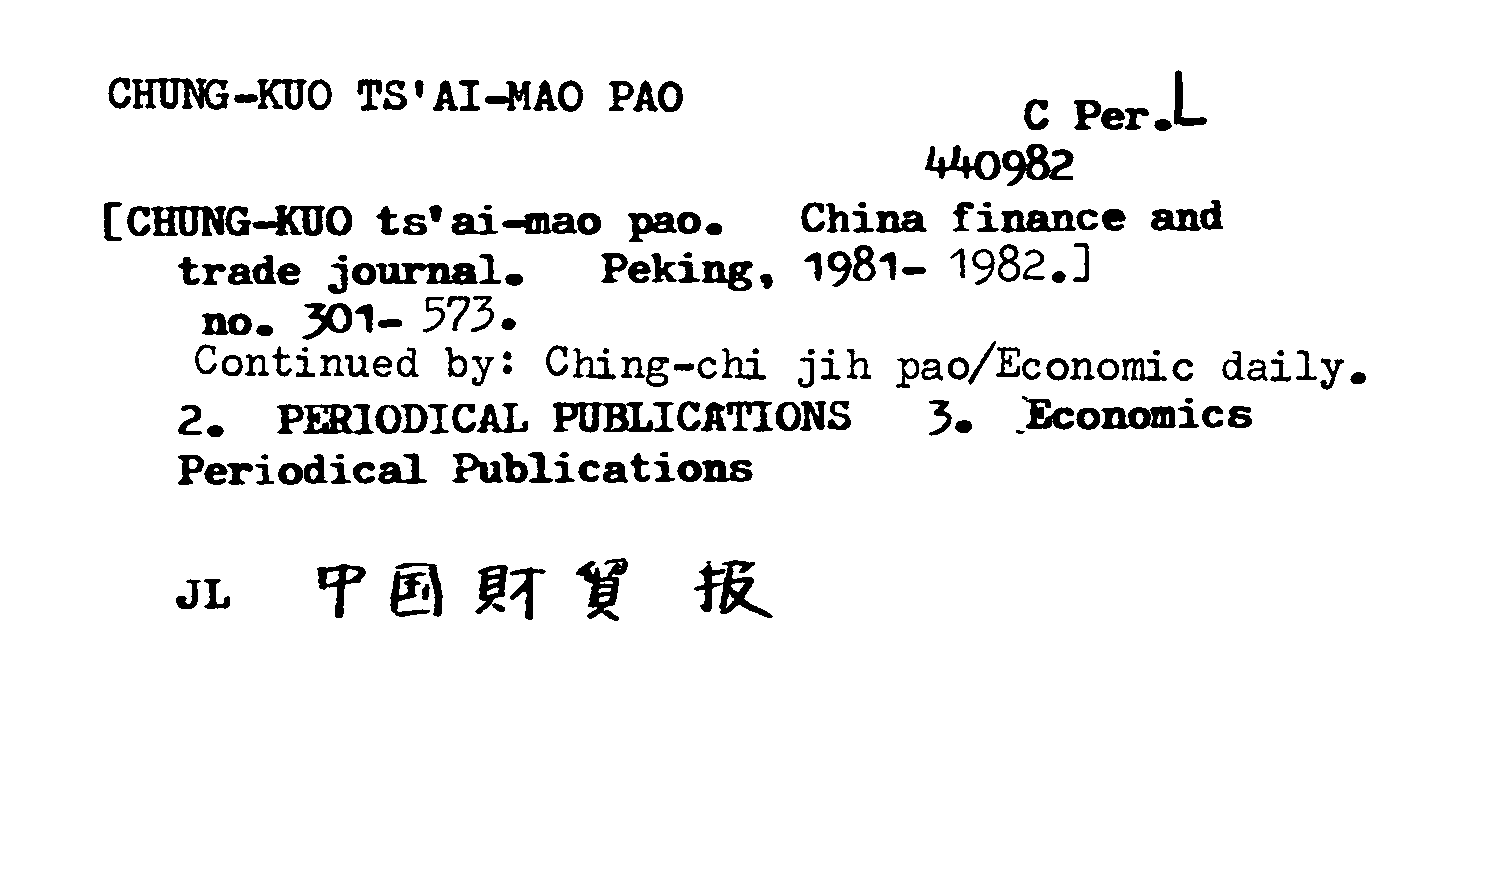 CHUNG-KUO TS'AI-MAO PAO
C Per.L
440982
[CHUNG-KUO ts'ai-mao pao. China finance and
trade journal. Peking, 1981- 1982.]
no. 301- 573.
Continued by: Ching-chi jih pao/Economic daily.
2. PERIODICAL PUBLICATIONS 3. Economics
Periodical Publications
JL 中国財貿报